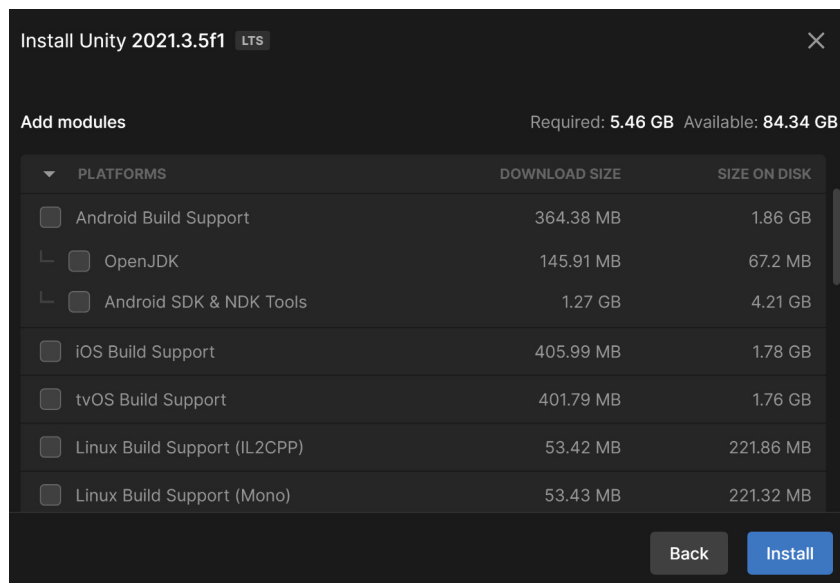 Install Unity 2021.3.5f1 LTS
Add modules Required: 5.46 GB Available: 84.34 GB
PLATFORMS DOWNLOAD SIZE SIZE ON DISK
Android Build Support 364.38 MB 1.86 GB
OpenJDK 145.91 MB 67.2 MB
Android SDK & NDK Tools 1.27 GB 4.21 GB
iOS Build Support 405.99 MB 1.78 GB
tvOS Build Support 401.79 MB 1.76 GB
Linux Build Support (IL2CPP) 53.42 MB 221.86 MB
Linux Build Support (Mono) 53.43 MB 221.32 MB
Back Install